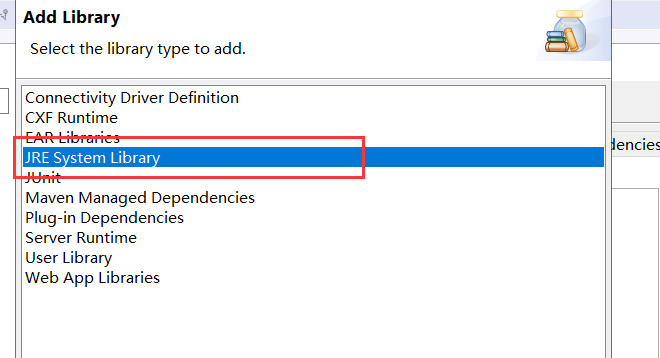 Add Library
Select the library type to add.
Connectivity Driver Definition
CXF Runtime
EAR Libraries
JRE System Library
JUnit
Maven Managed Dependencies
Plug-in Dependencies
Server Runtime
User Library
Web App Libraries
dencies